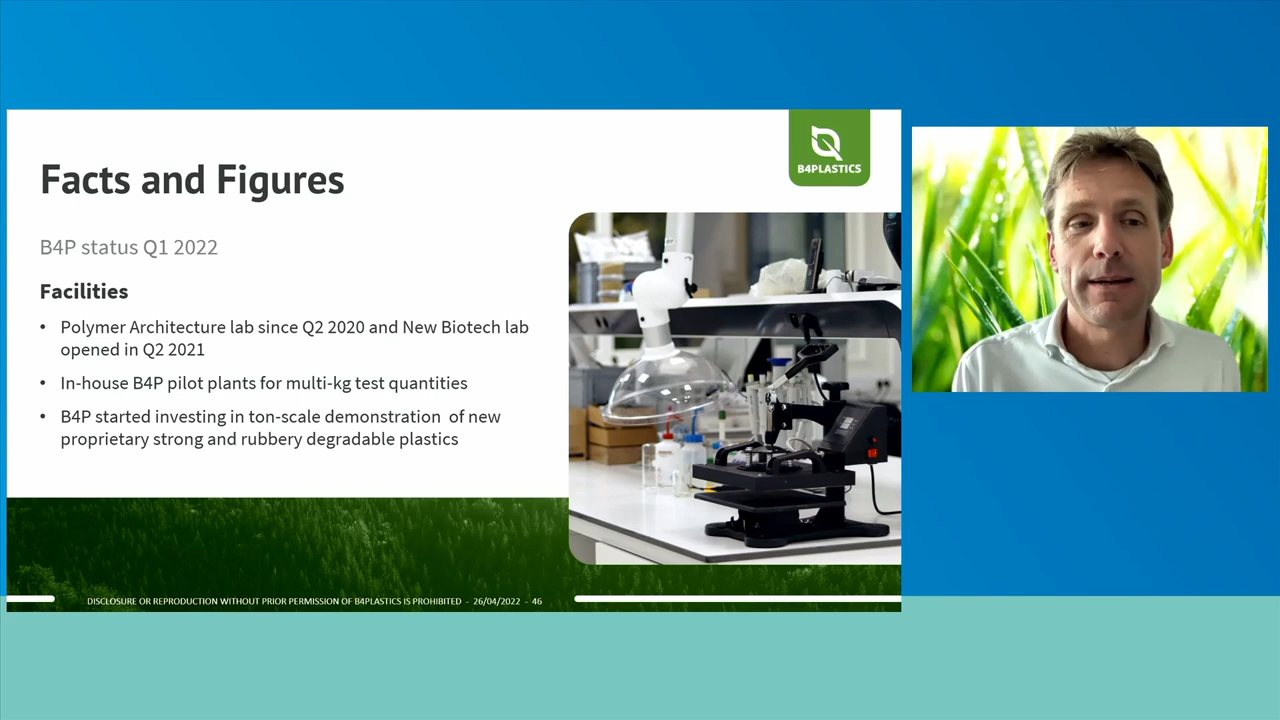 B4PLASTICS
Facts and Figures
B4P status Q1 2022
Facilities
• Polymer Architecture lab since Q2 2020 and New Biotech lab
opened in Q2 2021
• In-house B4P pilot plants for multi-kg test quantities
• B4P started investing in ton-scale demonstration of new
proprietary strong and rubbery degradable plastics
DISCLOSURE OR REPRODUCTION WITHOUT PRIOR PERMISSION OF B4PLASTICS IS PROHIBITED - 26/04/2022 - 46